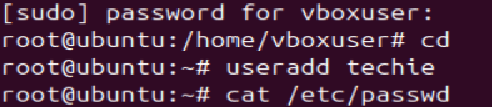 [sudo] password for vboxuser:
root@ubuntu:/home/vboxuser# cd
root@ubuntu:~# useradd techie
root@ubuntu:~# cat /etc/passwd